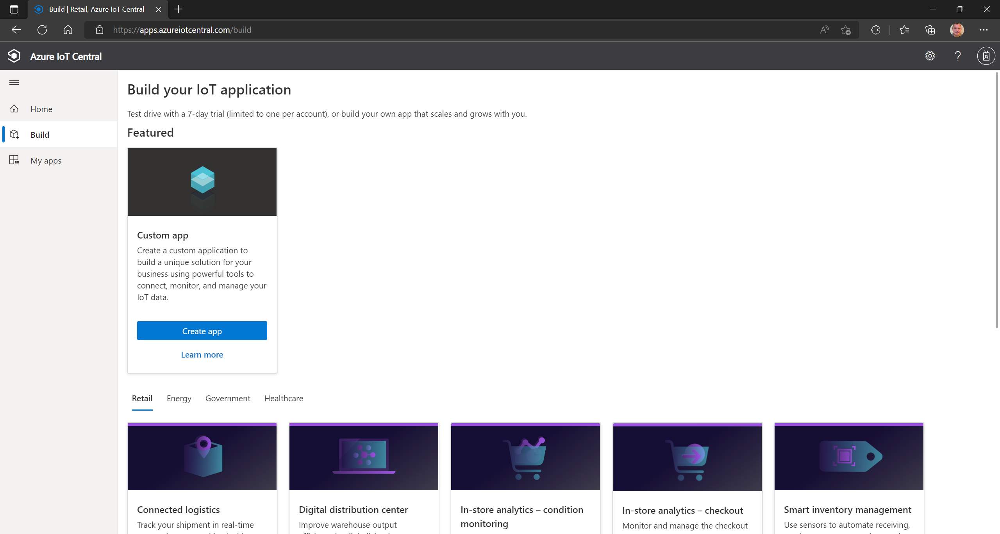 Build | Retail, Azure IoT Central
https://apps.azureiotcentral.com/build
Azure IoT Central
Home
Build
My apps
Build your IoT application
Test drive with a 7-day trial (limited to one per account), or build your own app that scales and grows with you.
Featured
Custom app
Create a custom application to
build a unique solution for your
business using powerful tools to
connect, monitor, and manage your
IoT data.
Create app
Learn more
Retail
Energy
Government
Healthcare
Connected logistics
Track your shipment in real-time
Digital distribution center
Improve warehouse output
In-store analytics – condition
monitoring
In-store analytics – checkout
Monitor and manage the checkout
Smart inventory management
Use sensors to automate receiving,